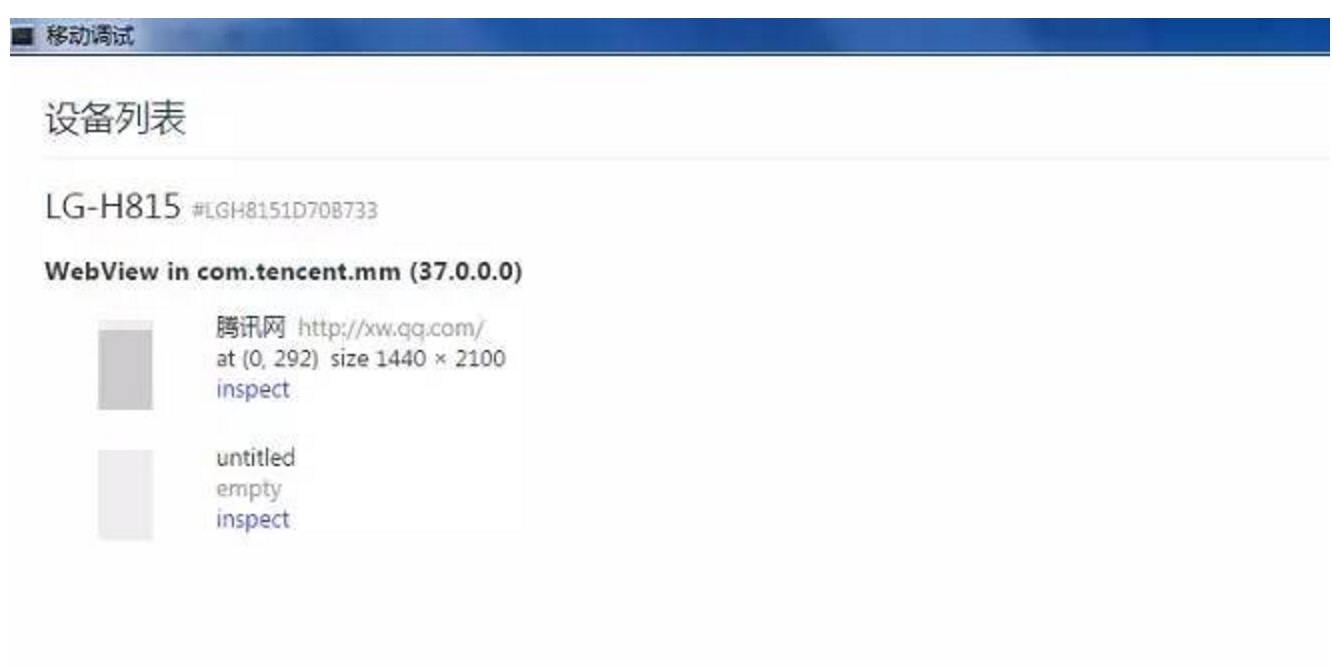 移动调试
设备列表
LG-H815 #LGH8151D70B733
WebView in com.tencent.mm (37.0.0.0)
腾讯网 http://xw.qq.com/
at (0, 292) size 1440 × 2100
inspect
untitled
empty
inspect